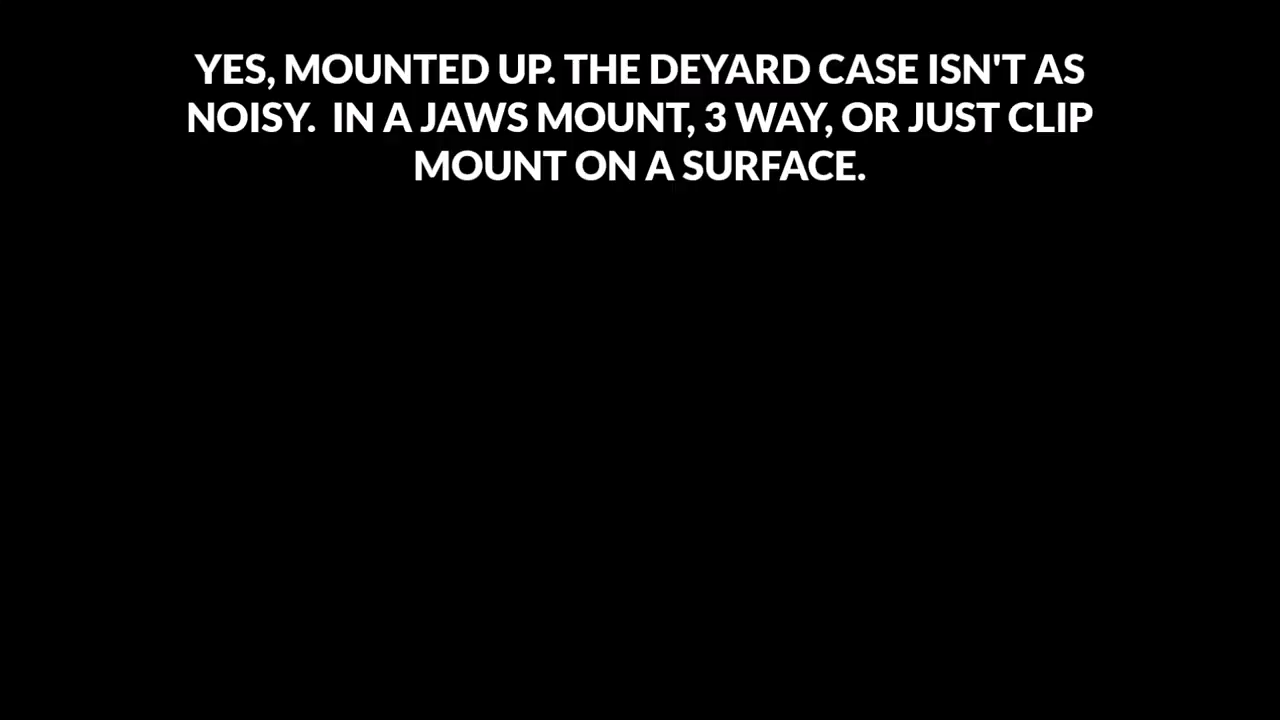 YES, MOUNTED UP. THE DEYARD CASE ISN'T AS
NOISY.  IN A JAWS MOUNT, 3 WAY, OR JUST CLIP
MOUNT ON A SURFACE.